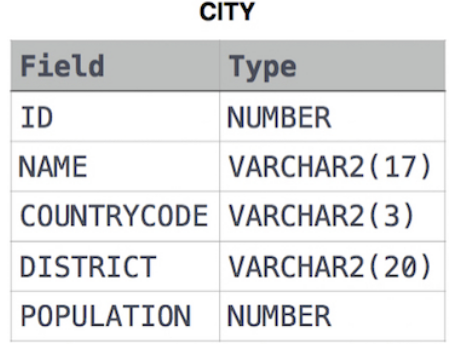 CITY
Field Type
ID NUMBER
NAME VARCHAR2(17)
COUNTRYCODE VARCHAR2(3)
DISTRICT VARCHAR2(20)
POPULATION NUMBER